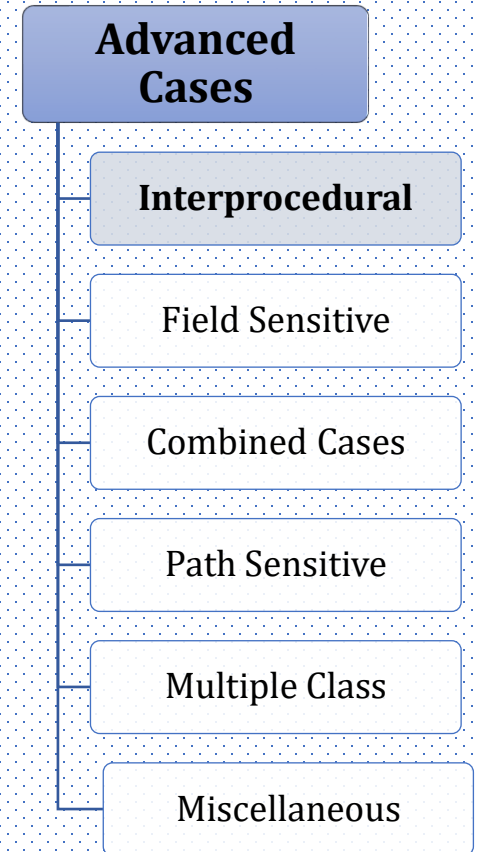 Advanced
Cases
Interprocedural
Field Sensitive
Combined Cases
Path Sensitive
Multiple Class
Miscellaneous